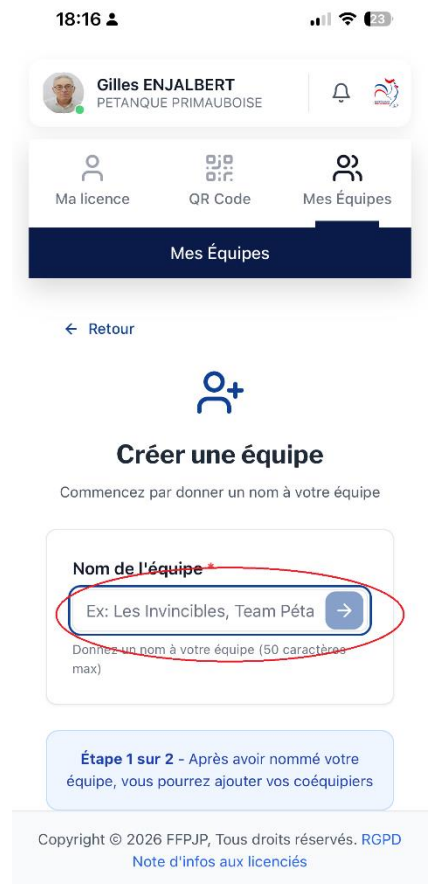 18:16
23
Gilles ENJALBERT
PETANQUE PRIMAUBOISE
Ma licence
QR Code
Mes Équipes
Mes Équipes
← Retour
Créer une équipe
Commencez par donner un nom à votre équipe
Nom de l'équipe *
Ex: Les Invincibles, Team Péta
→
Donnez un nom à votre équipe (50 caractères
max)
Étape 1 sur 2 - Après avoir nommé votre
équipe, vous pourrez ajouter vos coéquipiers
Copyright © 2026 FFPJP, Tous droits réservés. RGPD
Note d'infos aux licenciés